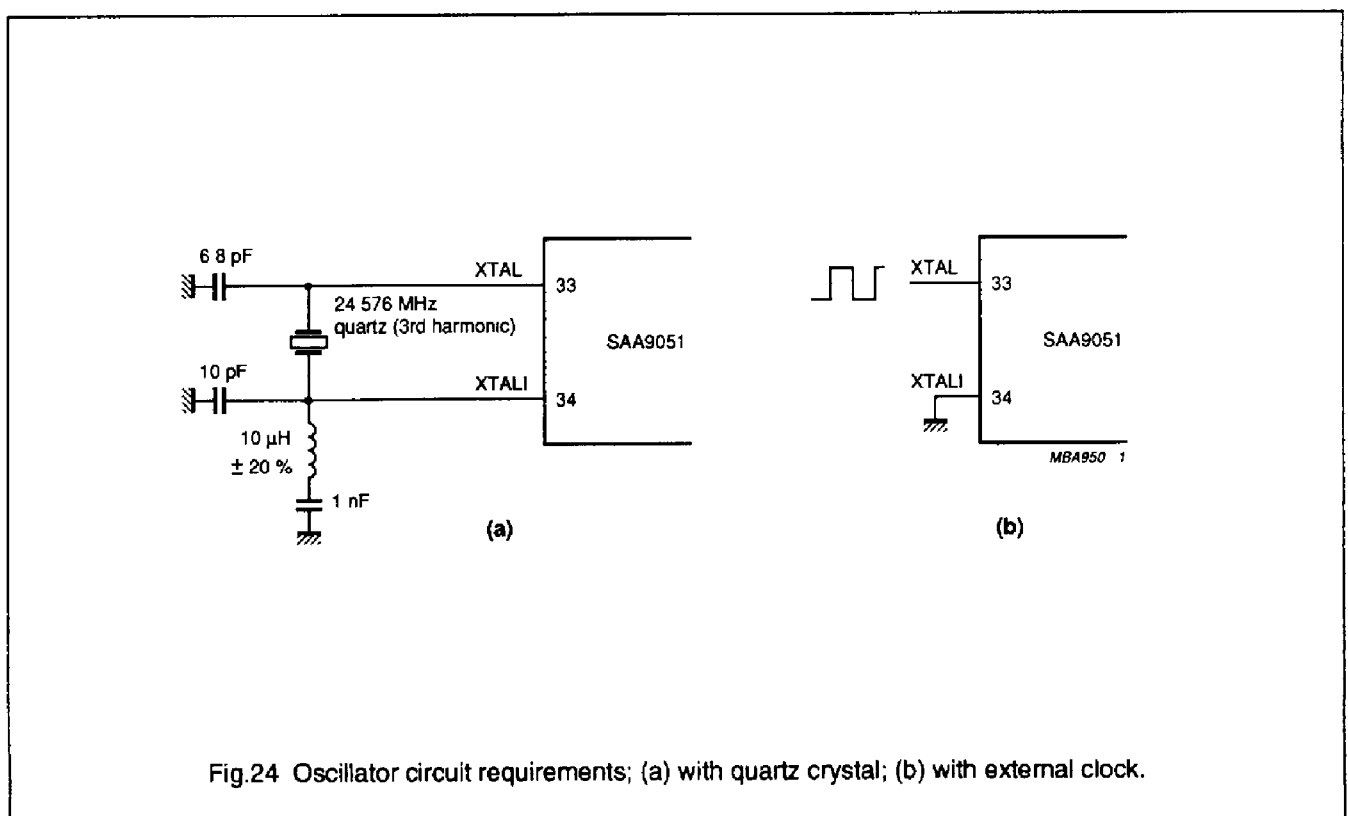 6 8 pF
XTAL
33
24 576 MHz
quartz (3rd harmonic)
SAA9051
10 pF
XTALI
34
10 µH
± 20 %
1 nF
(a)
XTAL
33
SAA9051
XTALI
34
MBA950 1
(b)
Fig.24 Oscillator circuit requirements; (a) with quartz crystal; (b) with external clock.